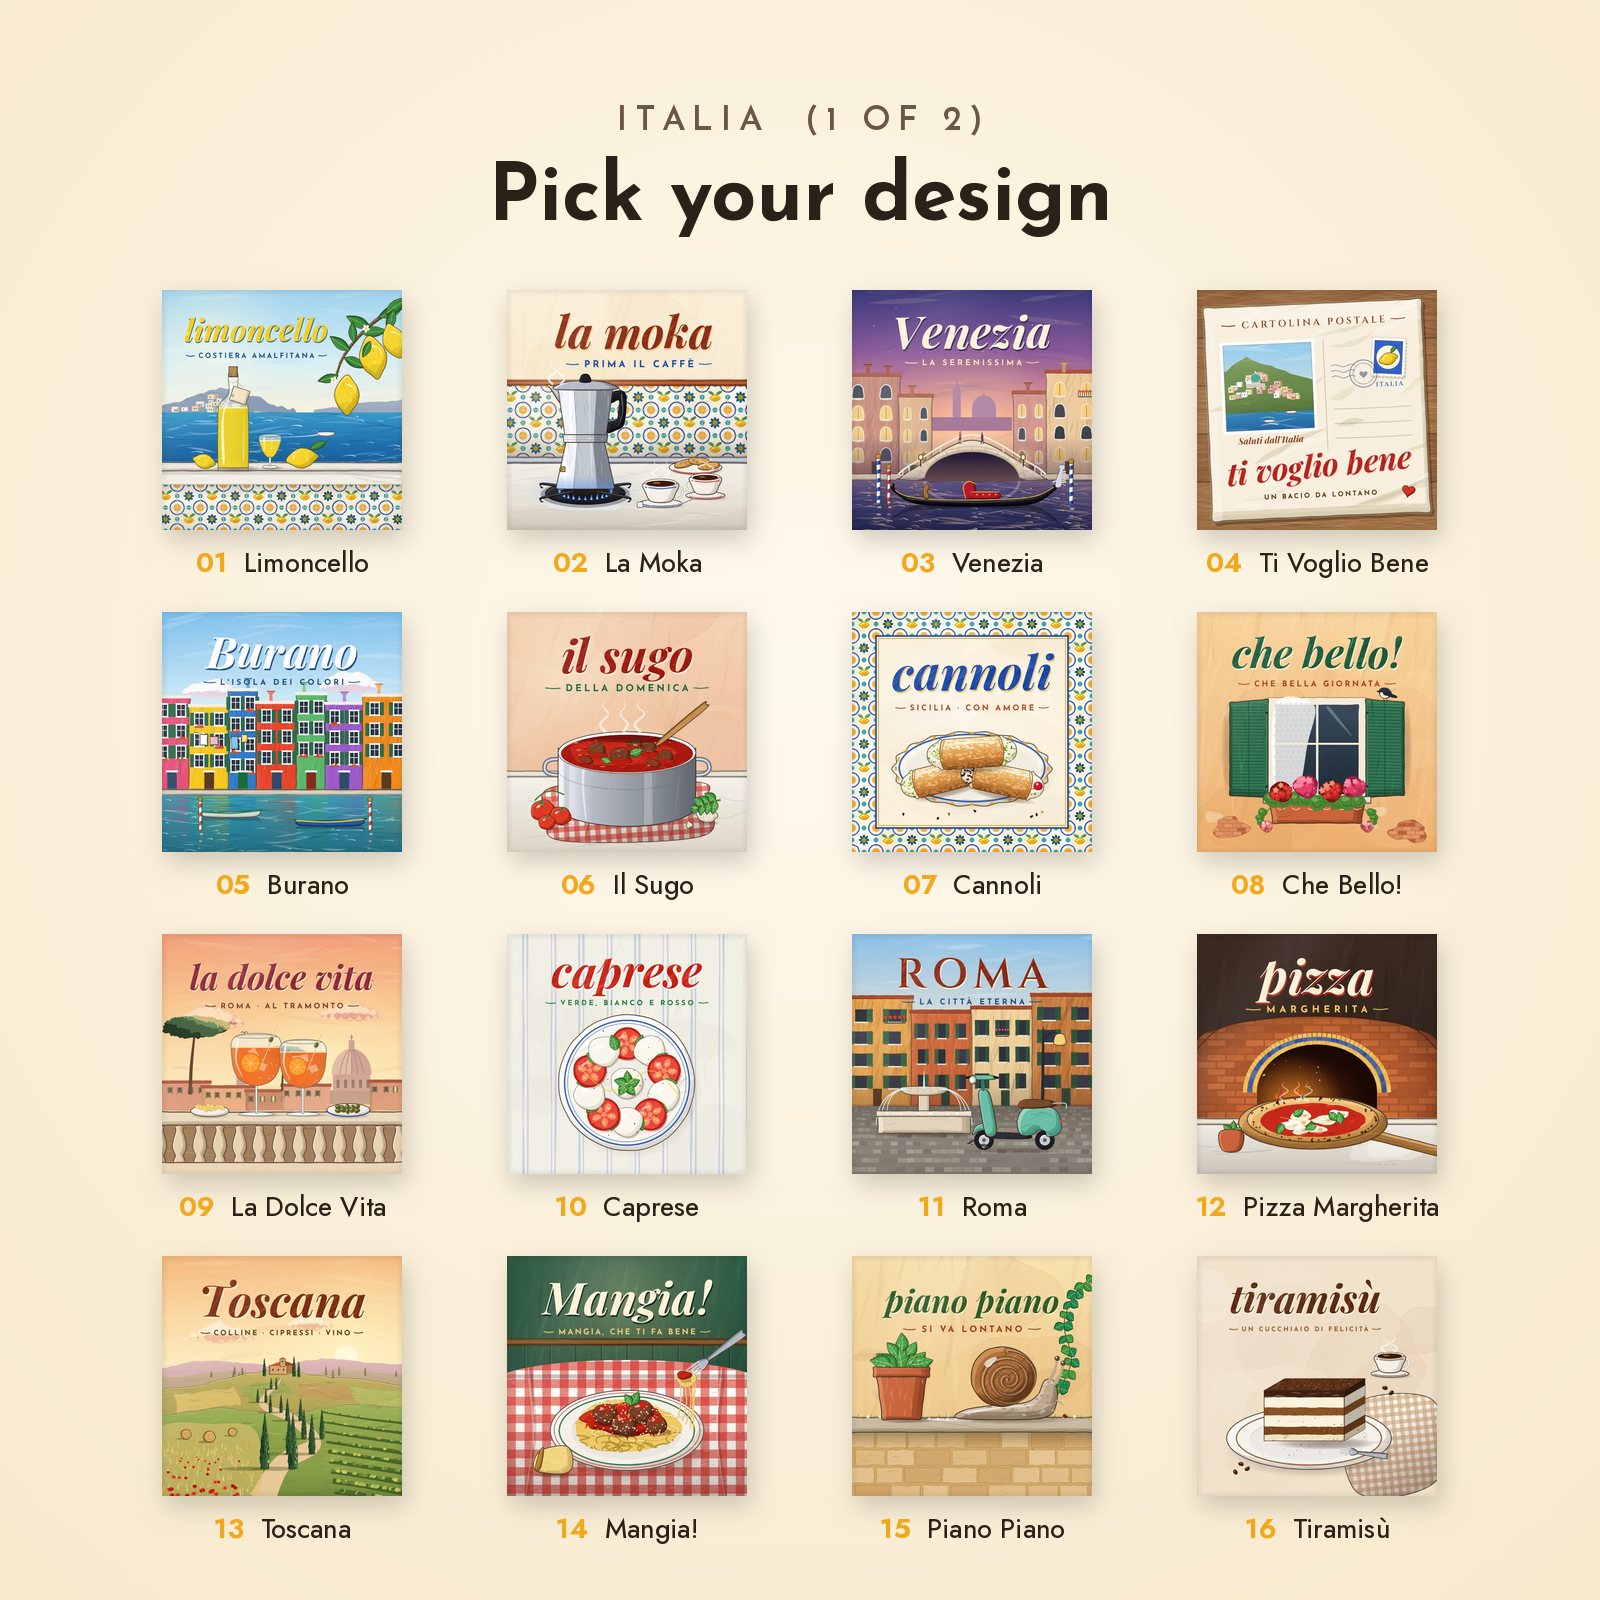 ITALIA (1 OF 2)
Pick your design
limoncello
COSTIERA AMALFITANA
01 Limoncello
la moka
PRIMA IL CAFFÈ
02 La Moka
Venezia
LA SERENISSIMA
03 Venezia
CARTOLINA POSTALE
ITALIA
Saluti dall'Italia
ti voglio bene
UN BACIO DA LONTANO
04 Ti Voglio Bene
Burano
L'ISOLA DEI COLORI
05 Burano
il sugo
DELLA DOMENICA
06 Il Sugo
cannoli
SICILIA · CON AMORE
07 Cannoli
che bello!
CHE BELLA GIORNATA
08 Che Bello!
la dolce vita
ROMA · AL TRAMONTO
09 La Dolce Vita
caprese
VERDE, BIANCO E ROSSO
10 Caprese
ROMA
LA CITTÀ ETERNA
11 Roma
pizza
MARGHERITA
12 Pizza Margherita
Toscana
COLLINE · CIPRESSI · VINO
13 Toscana
Mangia!
MANGIA, CHE TI FA BENE
14 Mangia!
piano piano
SI VA LONTANO
15 Piano Piano
tiramisù
UN CUCCHIAIO DI FELICITÀ
16 Tiramisù